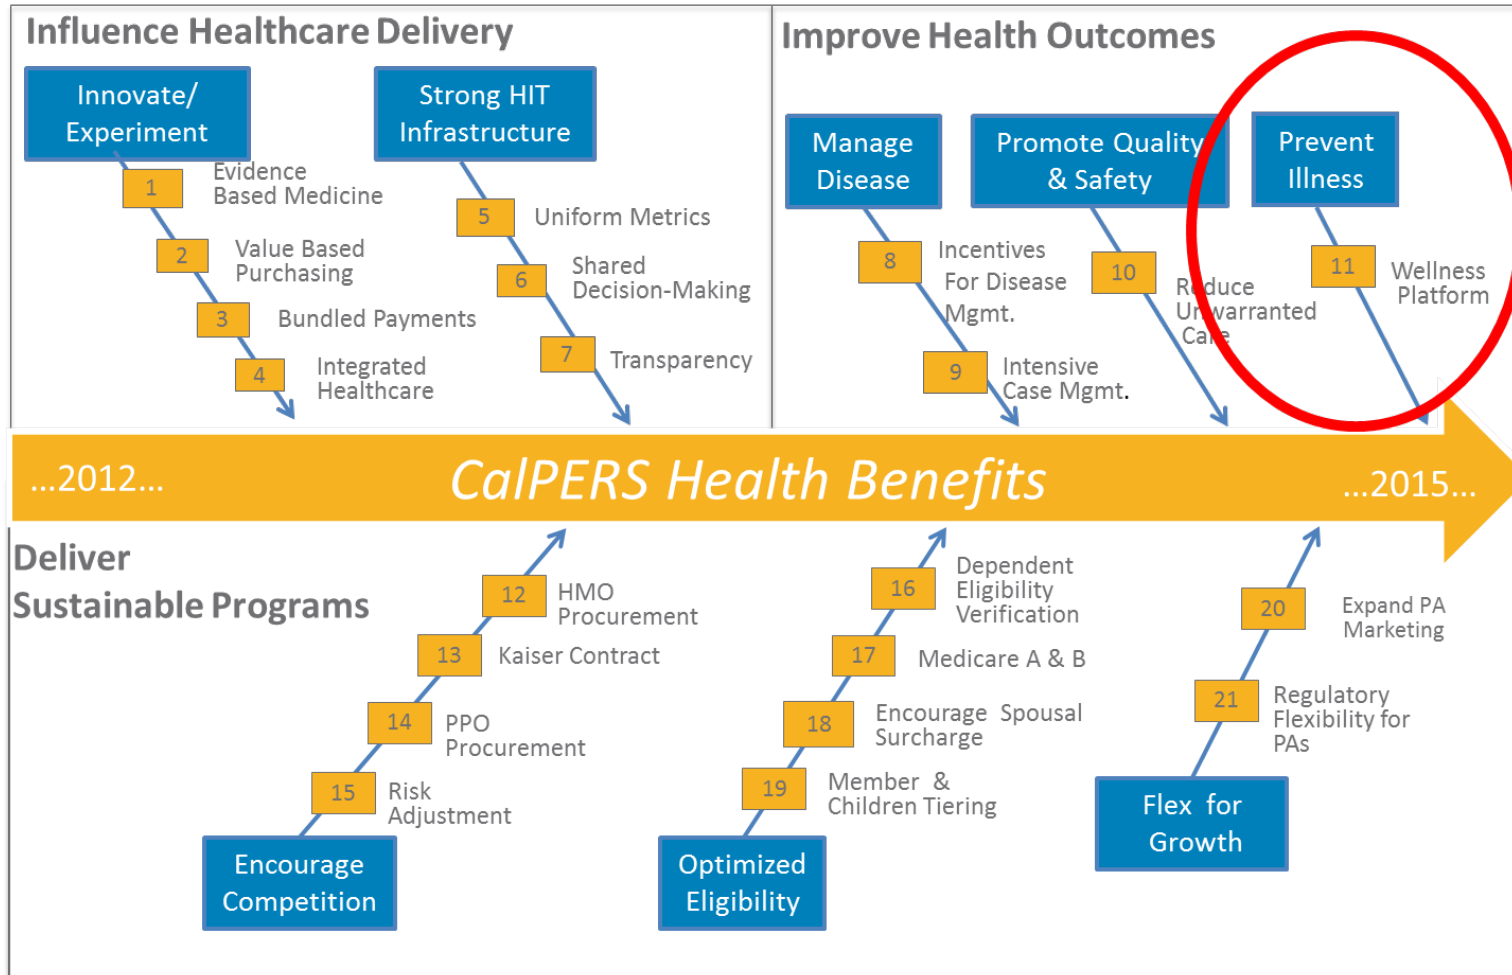 Influence Healthcare Delivery
Innovate/
Experiment
1
Evidence
Based Medicine
2
Value Based
Purchasing
3
Bundled Payments
4
Integrated
Healthcare
Strong HIT
Infrastructure
5
Uniform Metrics
6
Shared
Decision-Making
7
Transparency
Improve Health Outcomes
Manage
Disease
8
Incentives
For Disease
Mgmt.
9
Intensive
Case Mgmt.
Promote Quality
& Safety
10
Reduce
Unwarranted
Care
Prevent
Illness
11
Wellness
Platform
...2012...
CalPERS Health Benefits
...2015...
Deliver
Sustainable Programs
12
HMO
Procurement
13
Kaiser Contract
14
PPO
Procurement
15
Risk
Adjustment
Encourage
Competition
16
Dependent
Eligibility
Verification
17
Medicare A & B
18
Encourage Spousal
Surcharge
19
Member &
Children Tiering
Optimized
Eligibility
20
Expand PA
Marketing
21
Regulatory
Flexibility for
PAs
Flex for
Growth